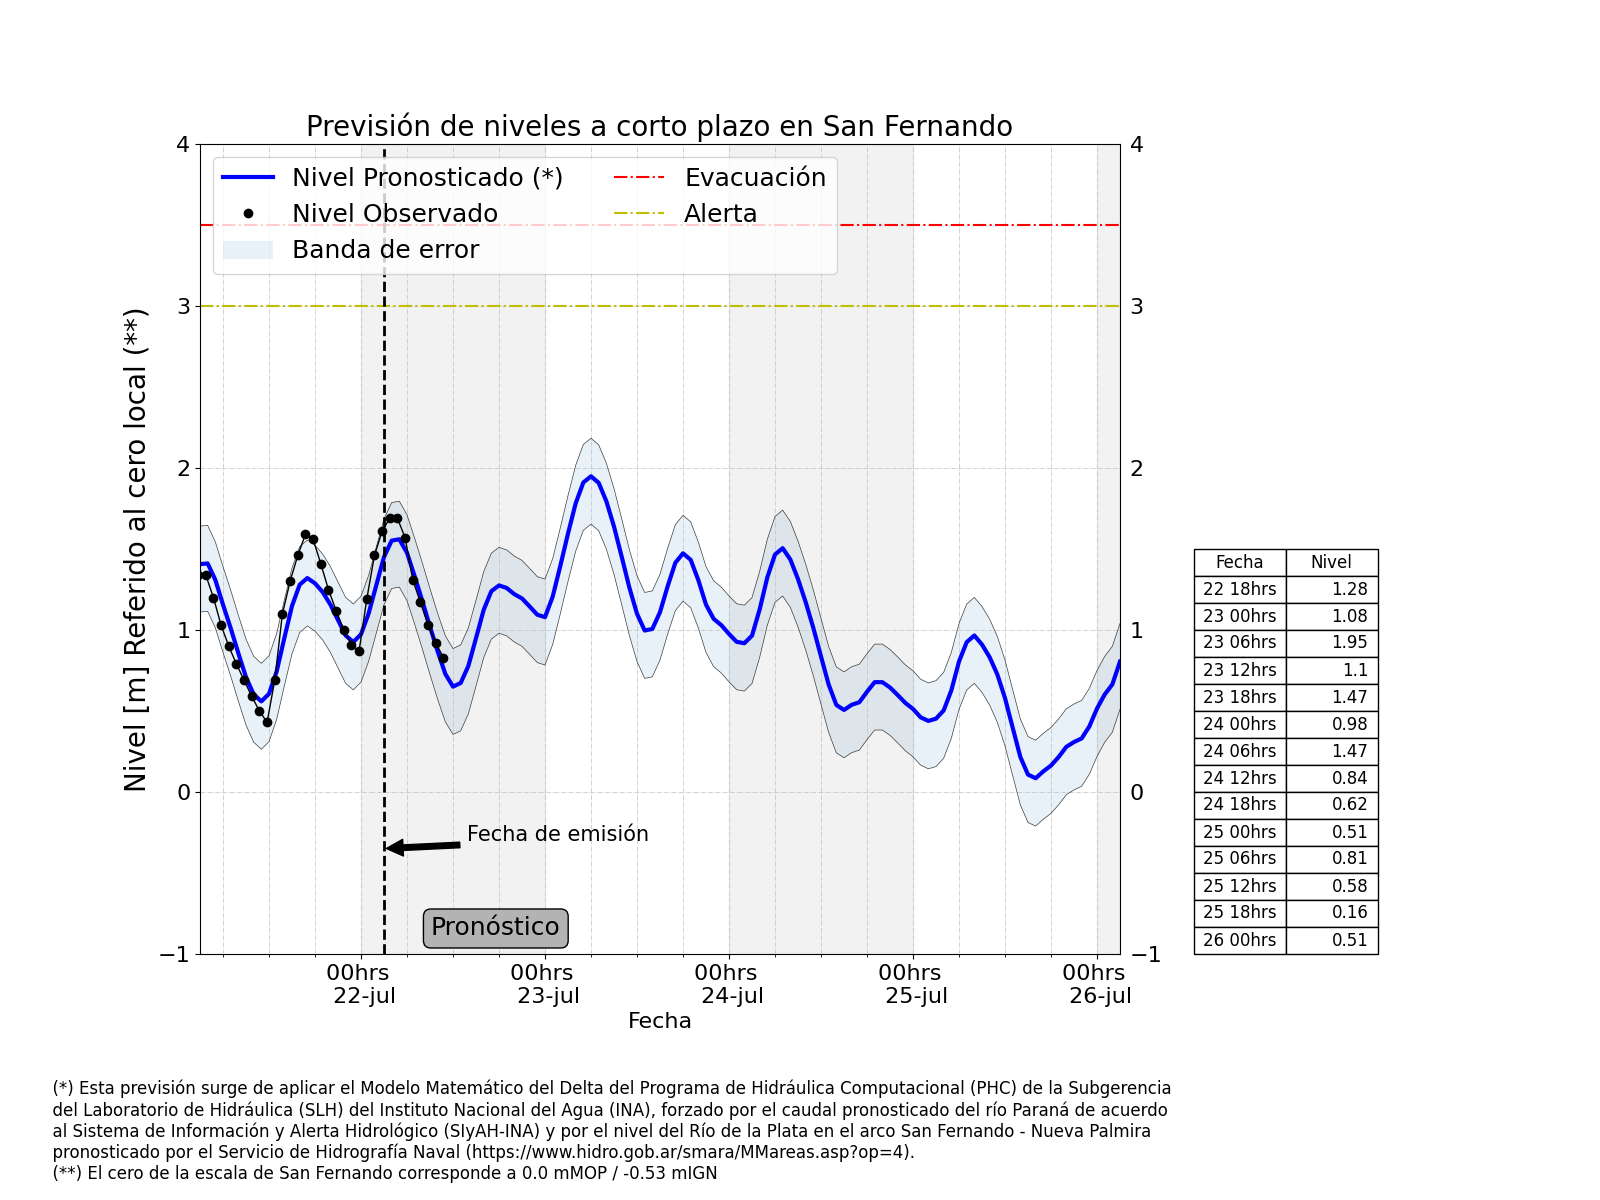 Previsión de niveles a corto plazo en San Fernando
Nivel Pronosticado (*)
Nivel Observado
Banda de error
Evacuación
Alerta
Nivel [m] Referido al cero local (**)
4
3
2
1
0
−1
4
3
2
1
0
−1
Fecha de emisión
Pronóstico
00hrs
22-jul
00hrs
23-jul
00hrs
24-jul
00hrs
25-jul
00hrs
26-jul
Fecha
Fecha Nivel
22 18hrs 1.28
23 00hrs 1.08
23 06hrs 1.95
23 12hrs 1.1
23 18hrs 1.47
24 00hrs 0.98
24 06hrs 1.47
24 12hrs 0.84
24 18hrs 0.62
25 00hrs 0.51
25 06hrs 0.81
25 12hrs 0.58
25 18hrs 0.16
26 00hrs 0.51
(*) Esta previsión surge de aplicar el Modelo Matemático del Delta del Programa de Hidráulica Computacional (PHC) de la Subgerencia
del Laboratorio de Hidráulica (SLH) del Instituto Nacional del Agua (INA), forzado por el caudal pronosticado del río Paraná de acuerdo
al Sistema de Información y Alerta Hidrológico (SIyAH-INA) y por el nivel del Río de la Plata en el arco San Fernando - Nueva Palmira
pronosticado por el Servicio de Hidrografía Naval (https://www.hidro.gob.ar/smara/MMareas.asp?op=4).
(**) El cero de la escala de San Fernando corresponde a 0.0 mMOP / -0.53 mIGN